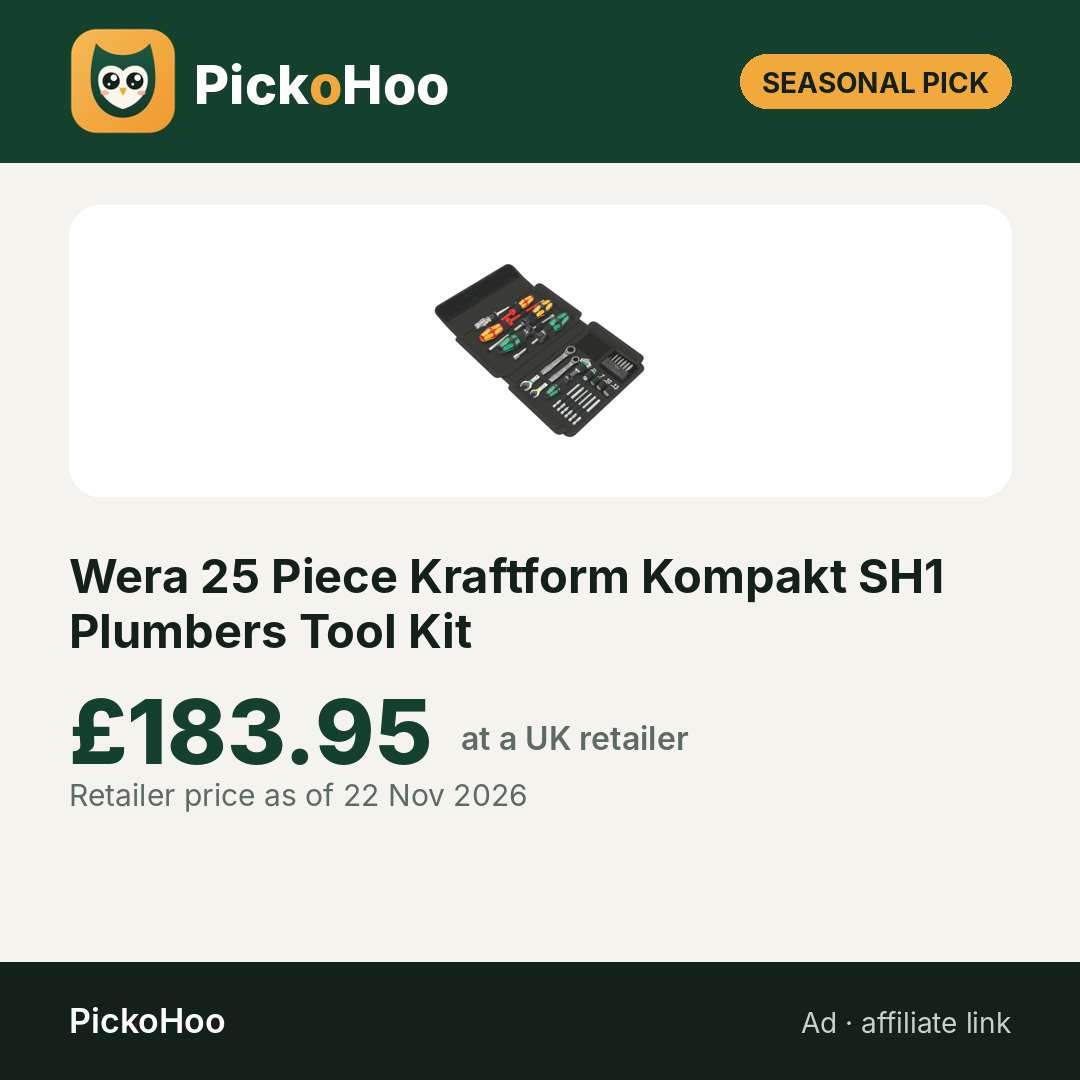 PickoHoo
SEASONAL PICK
Wera 25 Piece Kraftform Kompakt SH1
Plumbers Tool Kit
£183.95 at a UK retailer
Retailer price as of 22 Nov 2026
PickoHoo
Ad · affiliate link